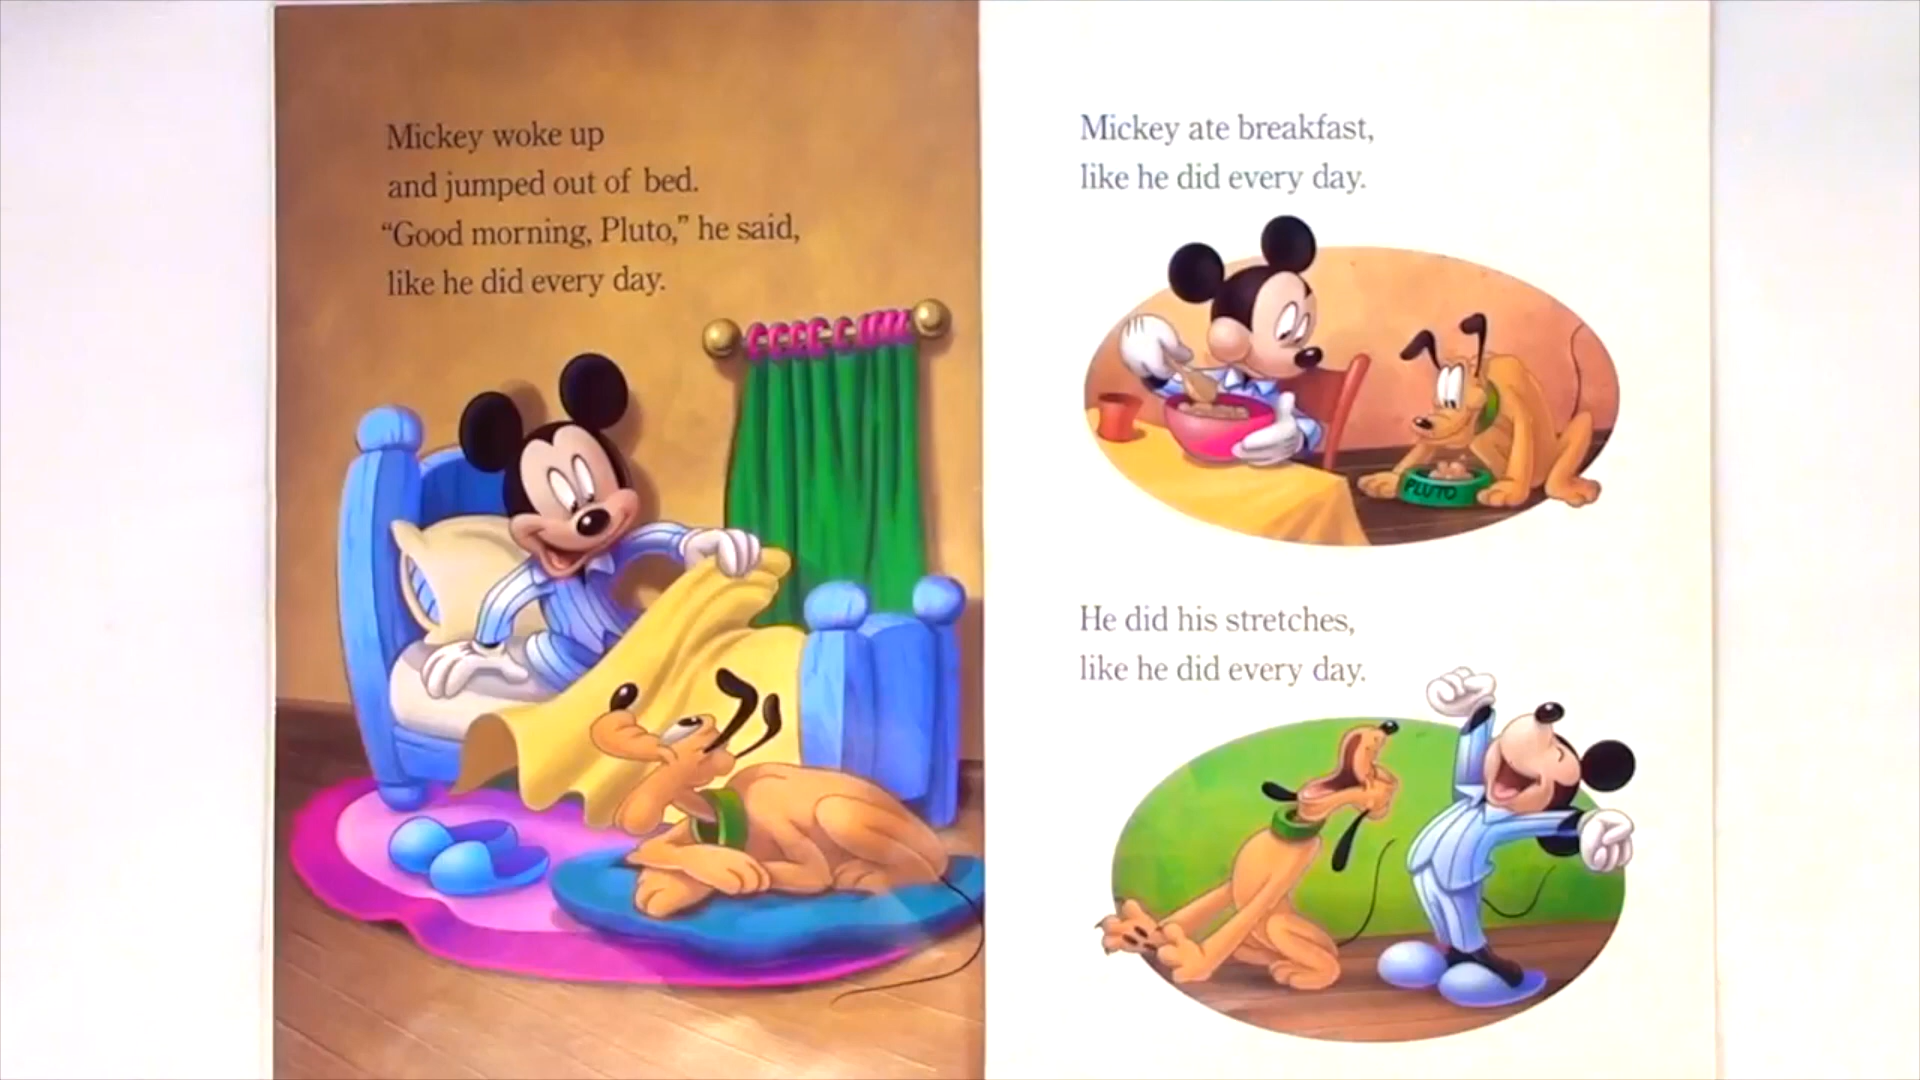 Mickey woke up
and jumped out of bed.
“Good morning, Pluto,” he said,
like he did every day.
Mickey ate breakfast,
like he did every day.
PLUTO
He did his stretches,
like he did every day.